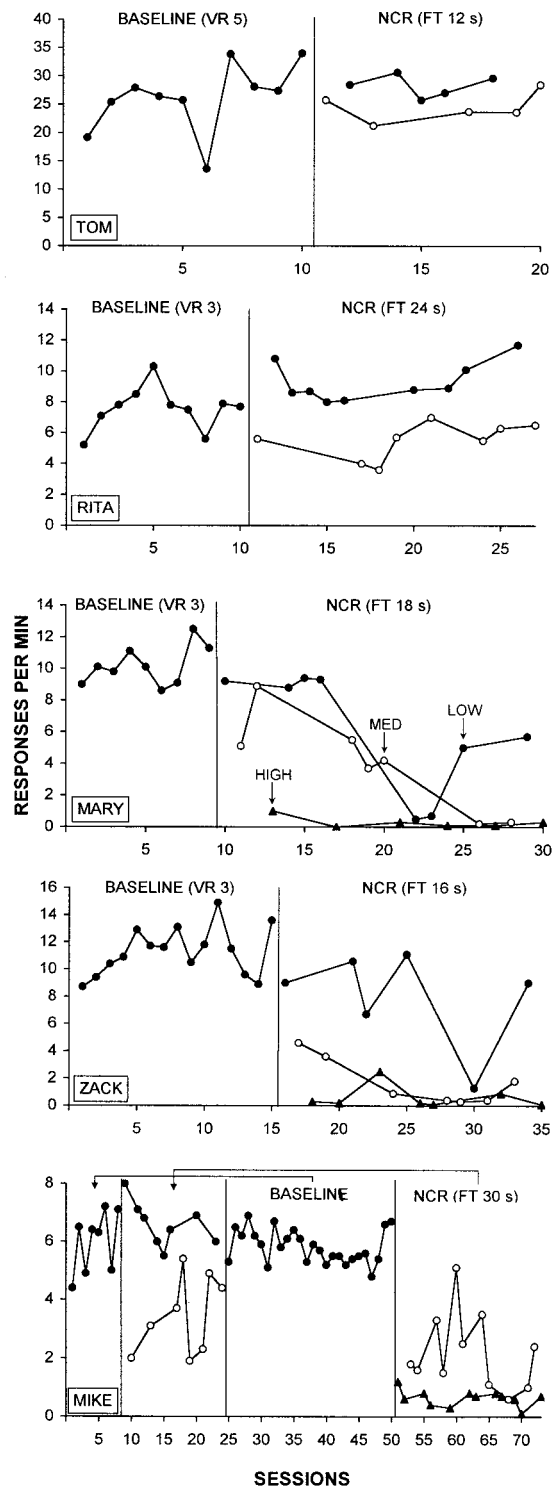 BASELINE (VR 5) NCR (FT 12 s)
40
35
30
25
20
15
10
5
0
TOM
5 10 15 20
BASELINE (VR 3) NCR (FT 24 s)
14
12
10
8
6
4
2
0
RITA
5 10 15 20 25
RESPONSES PER MIN
BASELINE (VR 3) NCR (FT 18 s)
14
12
10
8
6
4
2
0
HIGH
MED
LOW
MARY
5 10 15 20 25 30
BASELINE (VR 3) NCR (FT 16 s)
16
14
12
10
8
6
4
2
0
ZACK
5 10 15 20 25 30 35
BASELINE NCR (FT 30 s)
8
6
4
2
0
MIKE
5 10 15 20 25 30 35 40 45 50 55 60 65 70
SESSIONS